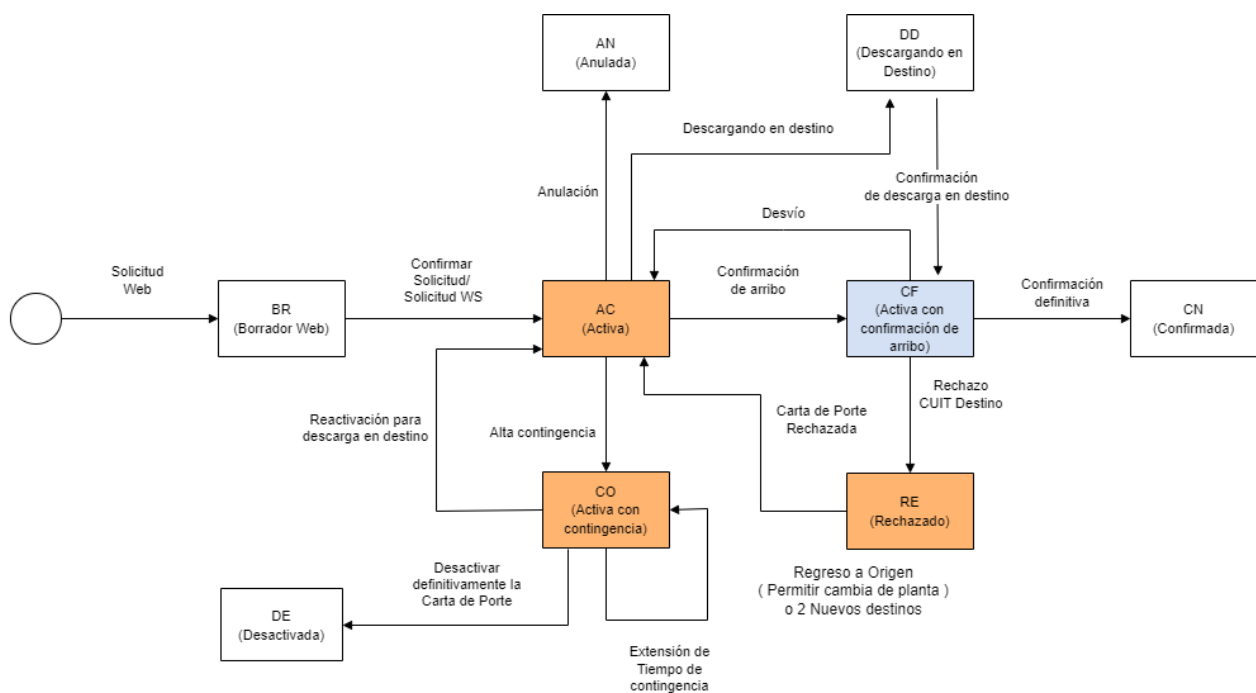 AN
(Anulada)
DD
(Descargando en
Destino)
Descargando en destino
Anulación
Confirmación
de descarga en destino
Desvío
Solicitud
Web
Confirmar
Solicitud/
Solicitud WS
Confirmación
de arribo
Confirmación
definitiva
BR
(Borrador Web)
AC
(Activa)
CF
(Activa con
confirmación de
arribo)
CN
(Confirmada)
Reactivación para
descarga en destino
Alta contingencia
Carta de Porte
Rechazada
Rechazo
CUIT Destino
CO
(Activa con
contingencia)
RE
(Rechazado)
Desactivar
definitivamente la
Carta de Porte
Regreso a Origen
( Permitir cambia de planta )
o 2 Nuevos destinos
DE
(Desactivada)
Extensión de
Tiempo de
contingencia